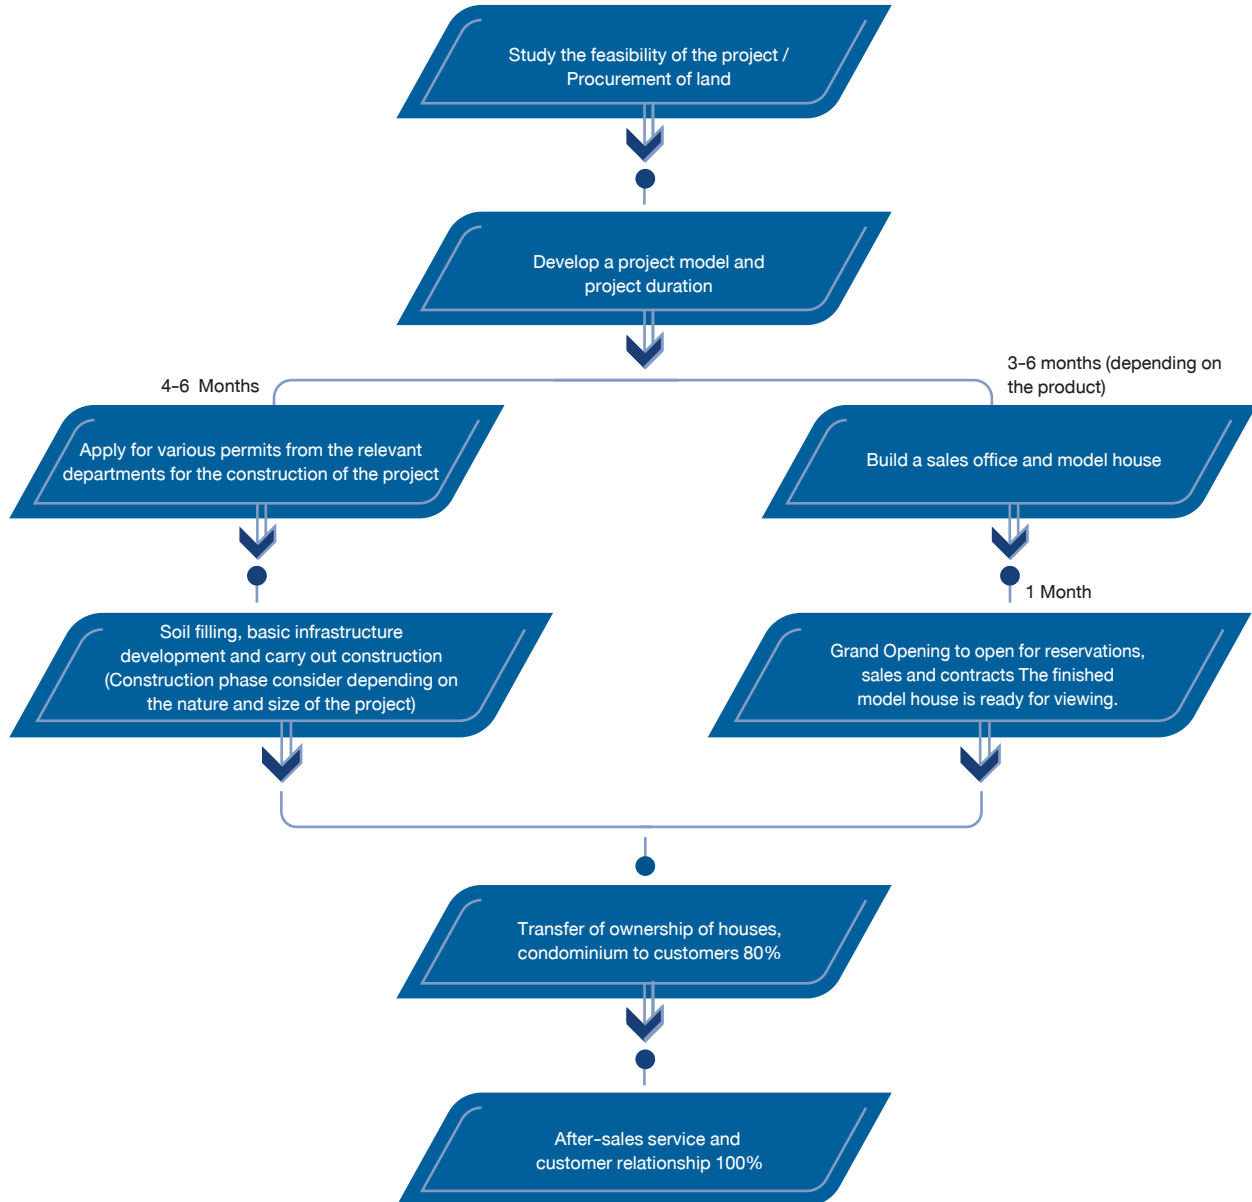 Study the feasibility of the project /
Procurement of land
Develop a project model and
project duration
4-6 Months
3-6 months (depending on
the product)
Apply for various permits from the relevant
departments for the construction of the project
Build a sales office and model house
1 Month
Soil filling, basic infrastructure
development and carry out construction
(Construction phase consider depending on
the nature and size of the project)
Grand Opening to open for reservations,
sales and contracts The finished
model house is ready for viewing.
Transfer of ownership of houses,
condominium to customers 80%
After-sales service and
customer relationship 100%